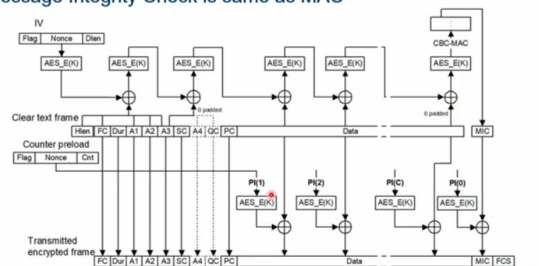 essage Integrity Check is same as MAC
IV
Flag Nonce Dlen
CBC-MAC
AES_E(K) AES_E(K) AES_E(K) AES_E(K) AES_E(K) AES_E(K)
0 padded 0 padded
Clear text frame
Hlen FC Dur A1 A2 A3 SC A4 QC PC Data MIC
Counter preload
Flag Nonce Cnt
PI(1) PI(2) PI(C) PI(0)
AES_E(K) AES_E(K) AES_E(K) AES_E(K)
Transmitted
encrypted frame
FC Dur A1 A2 A3 SC A4 QC PC Data MIC FCS